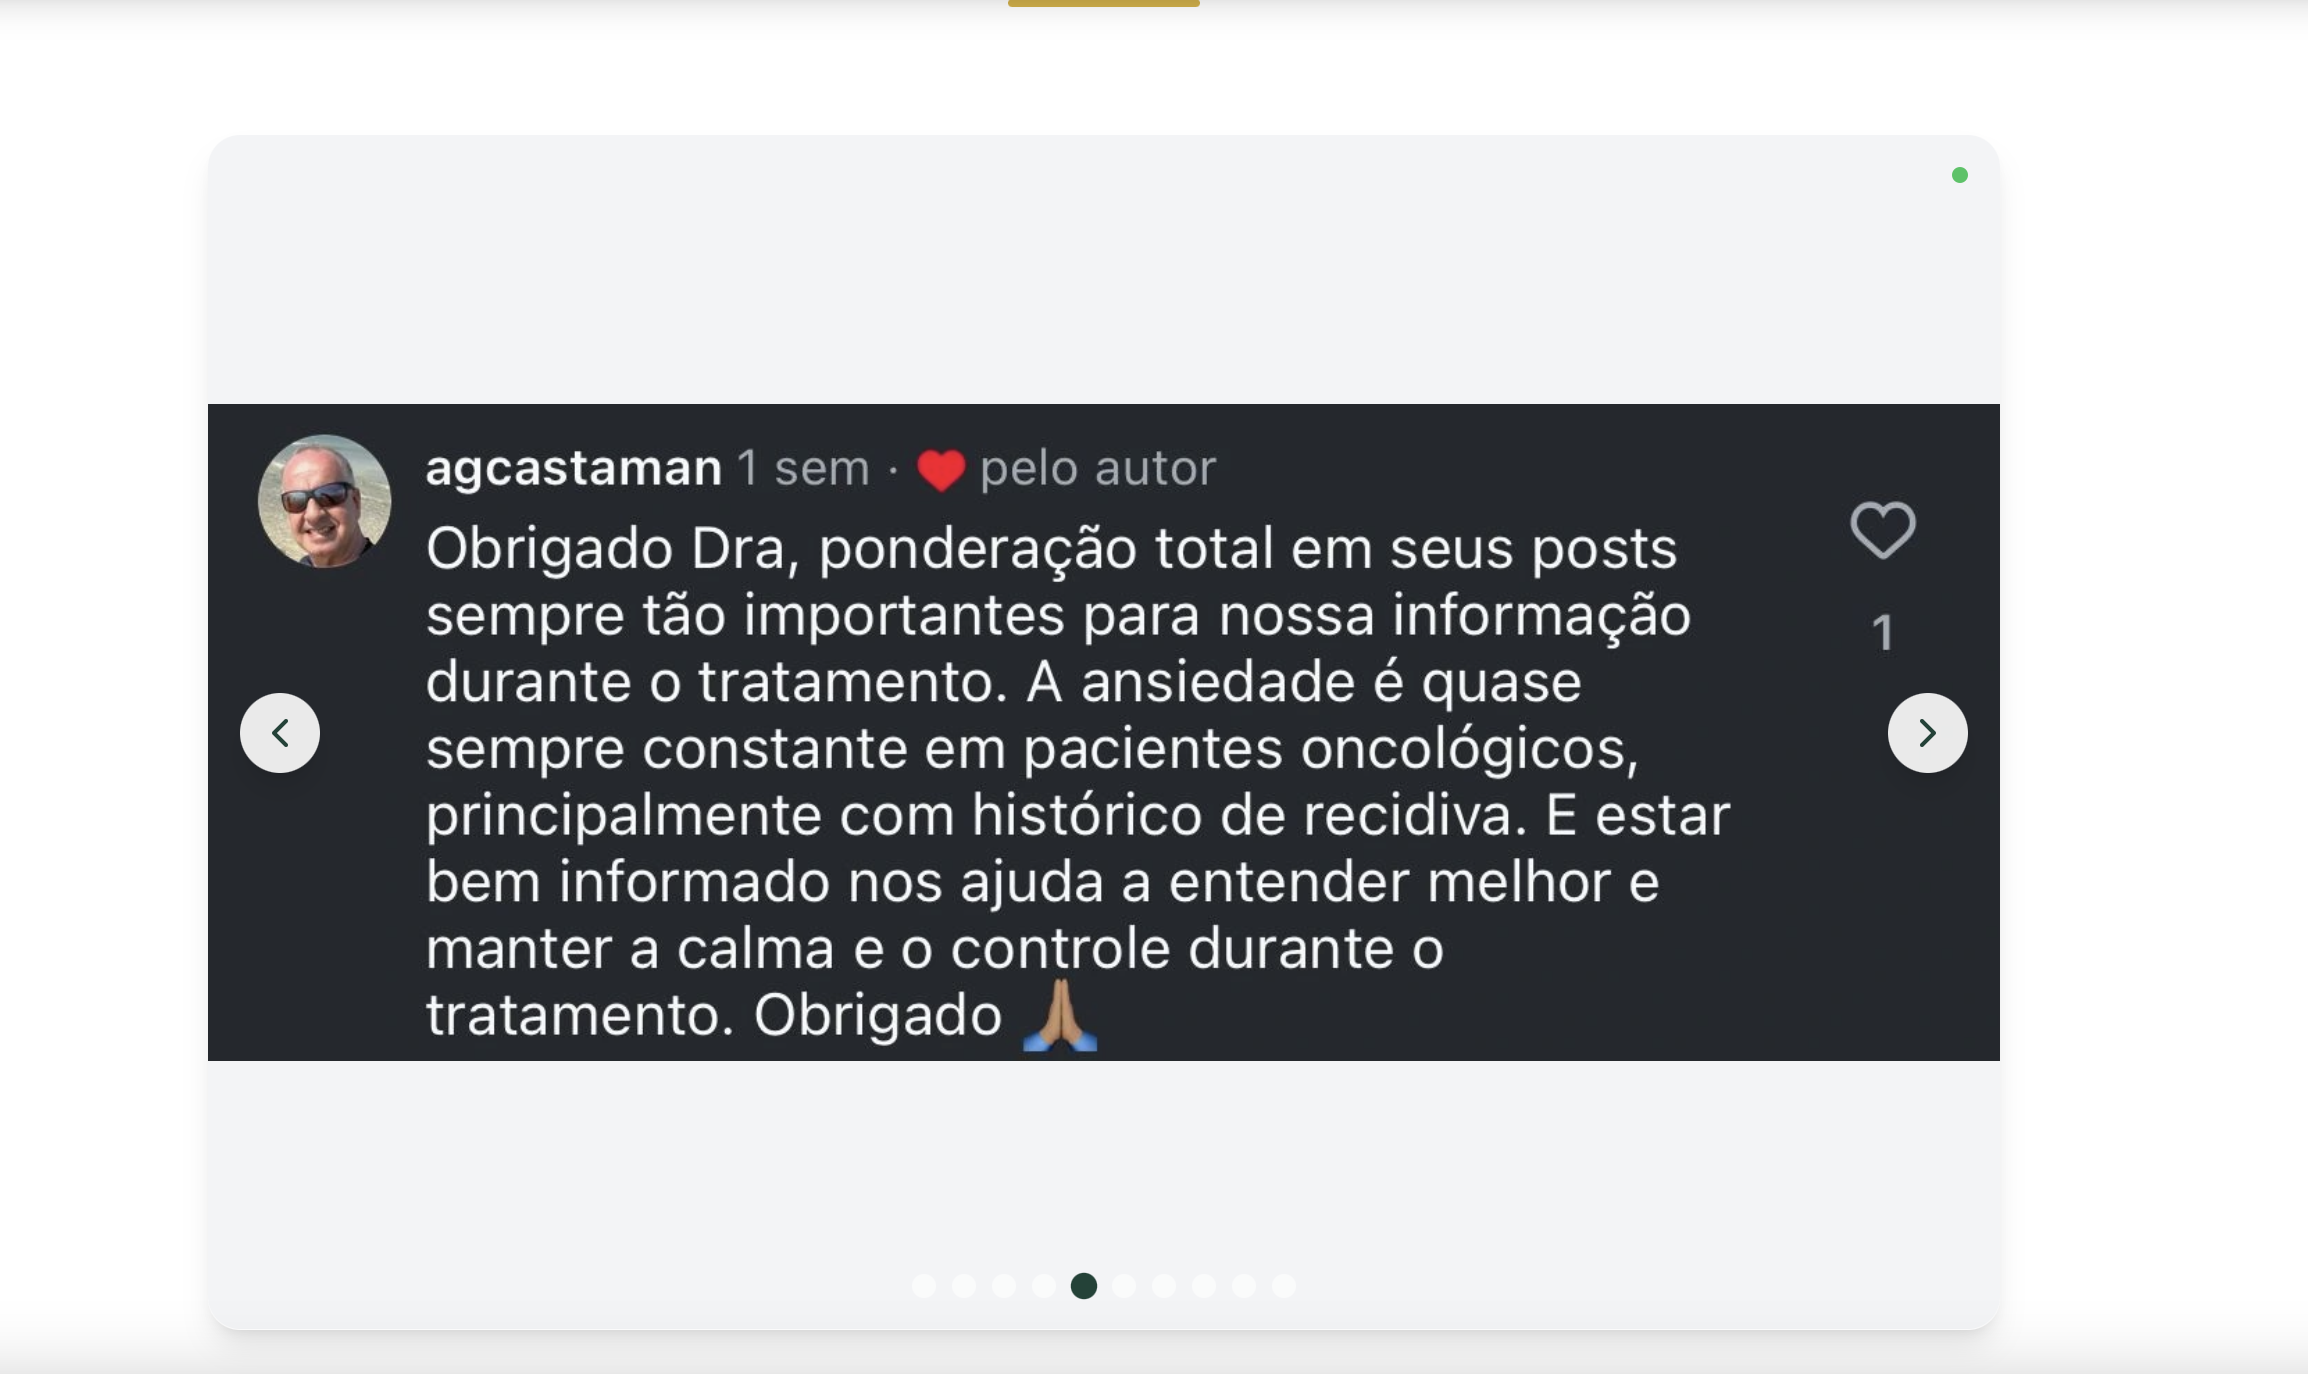 agcastaman 1 sem · ❤️ pelo autor
Obrigado Dra, ponderação total em seus posts
sempre tão importantes para nossa informação
durante o tratamento. A ansiedade é quase
sempre constante em pacientes oncológicos,
principalmente com histórico de recidiva. E estar
bem informado nos ajuda a entender melhor e
manter a calma e o controle durante o
tratamento. Obrigado 🙏🏽
1